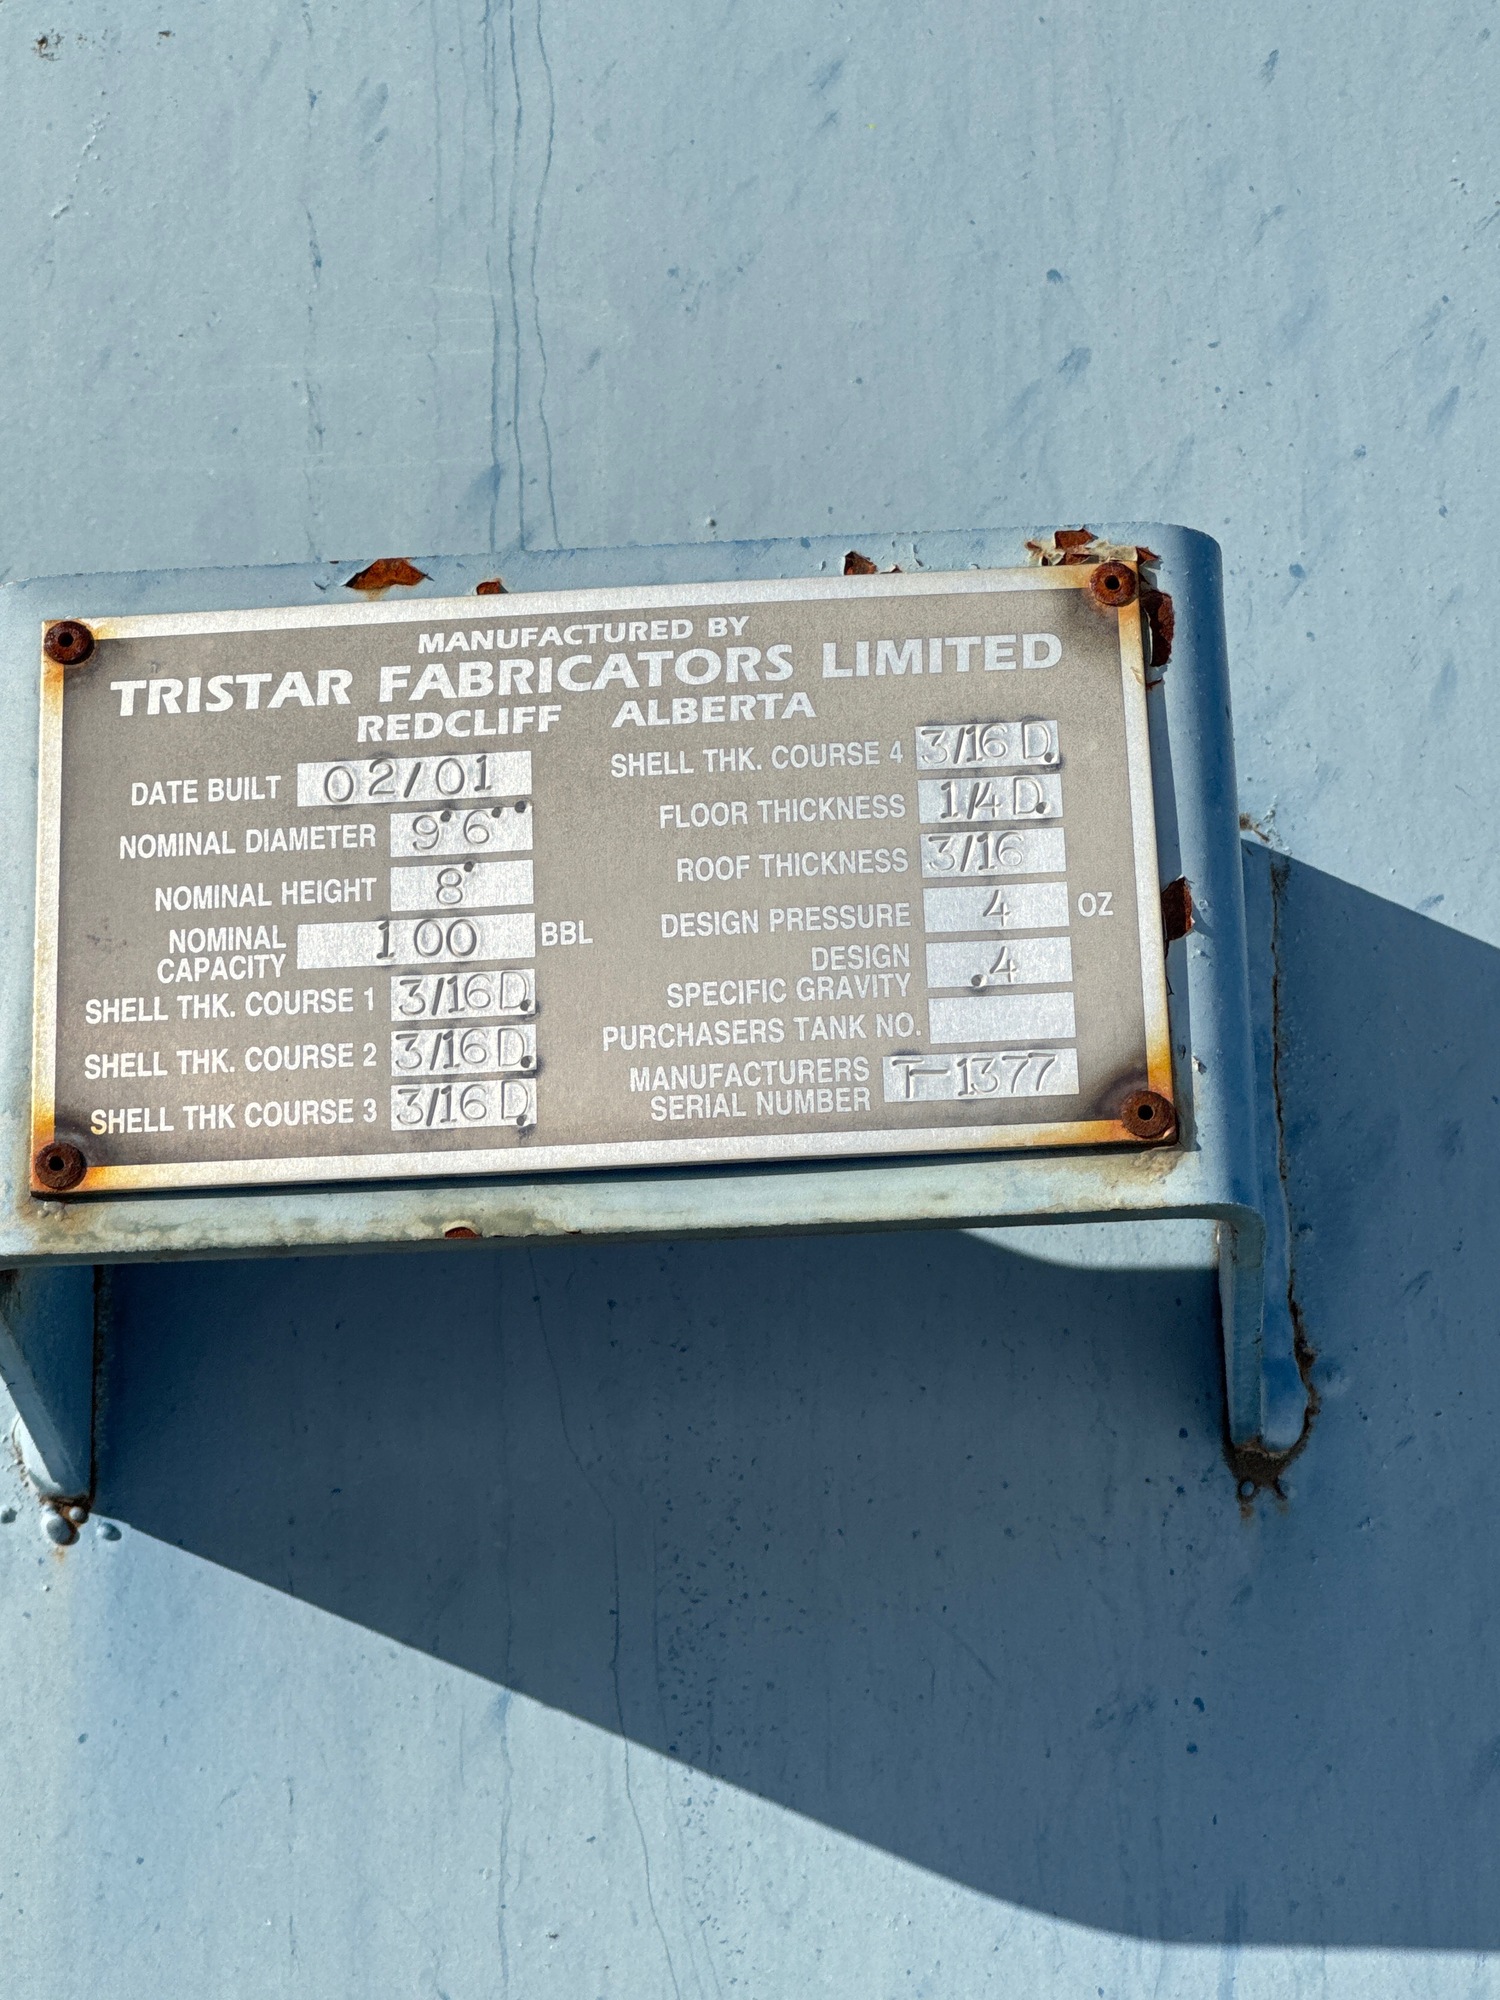 MANUFACTURED BY
TRISTAR FABRICATORS LIMITED
REDCLIFF ALBERTA
DATE BUILT 02/01
NOMINAL DIAMETER 9'6"
NOMINAL HEIGHT 8'
NOMINAL CAPACITY 100 BBL
SHELL THK. COURSE 1 3/16 D.
SHELL THK. COURSE 2 3/16 D.
SHELL THK COURSE 3 3/16 D.
SHELL THK. COURSE 4 3/16 D.
FLOOR THICKNESS 1/4 D.
ROOF THICKNESS 3/16
DESIGN PRESSURE 4 OZ
DESIGN SPECIFIC GRAVITY .4
PURCHASERS TANK NO.
MANUFACTURERS SERIAL NUMBER T-1377